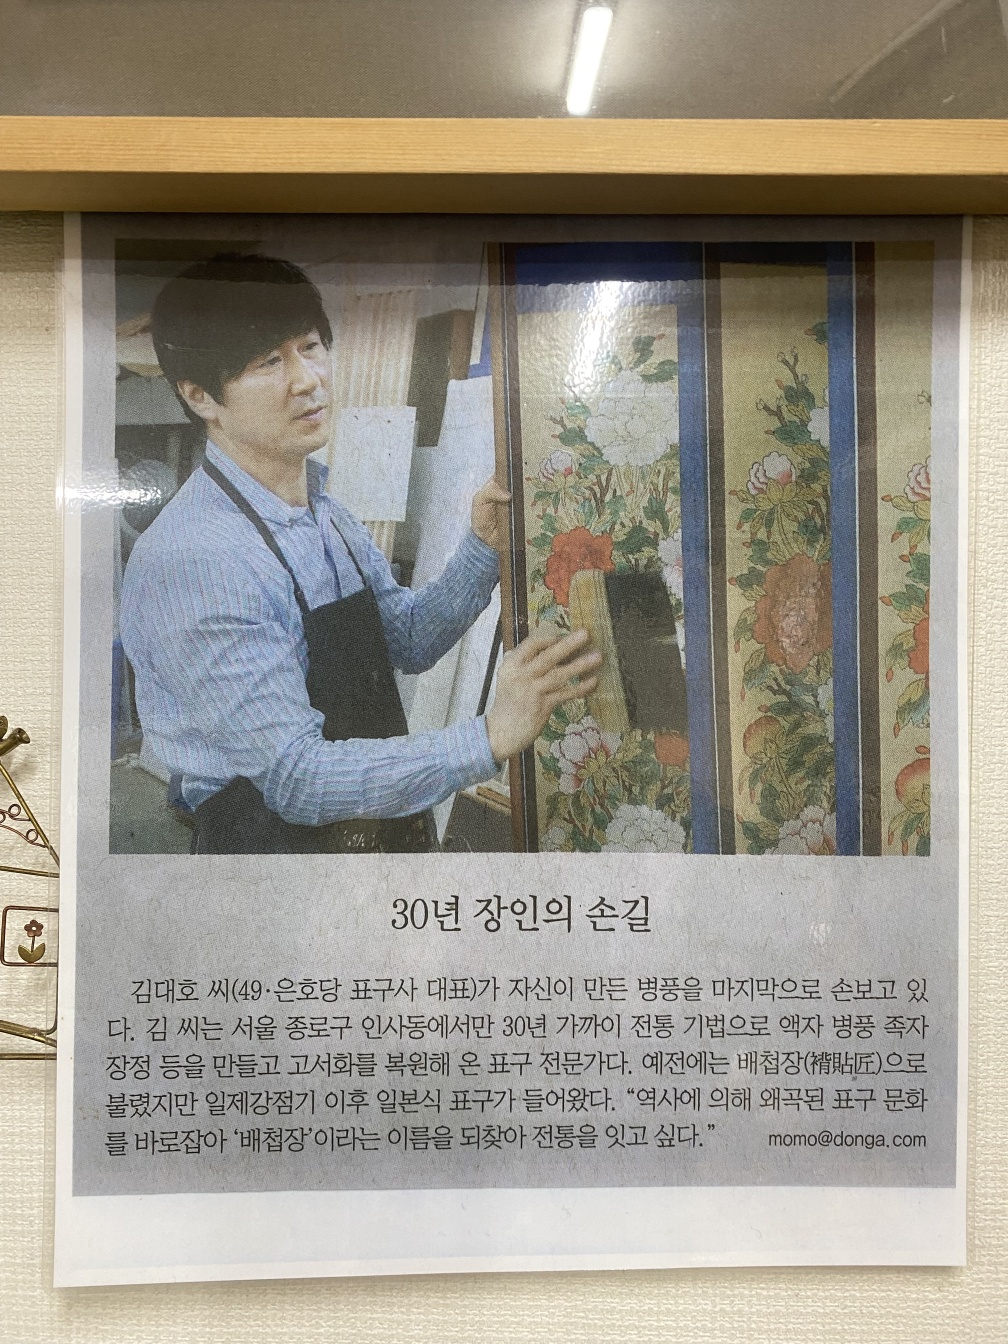 30년 장인의 손길
김대호 씨(49·은호당 표구사 대표)가 자신이 만든 병풍을 마지막으로 손보고 있
다. 김 씨는 서울 종로구 인사동에서만 30년 가까이 전통 기법으로 액자 병풍 족자
장정 등을 만들고 고서화를 복원해 온 표구 전문가다. 예전에는 배첩장(褙貼匠)으로
불렸지만 일제강점기 이후 일본식 표구가 들어왔다. “역사에 의해 왜곡된 표구 문화
를 바로잡아 ‘배첩장’이라는 이름을 되찾아 전통을 잇고 싶다.” momo@donga.com